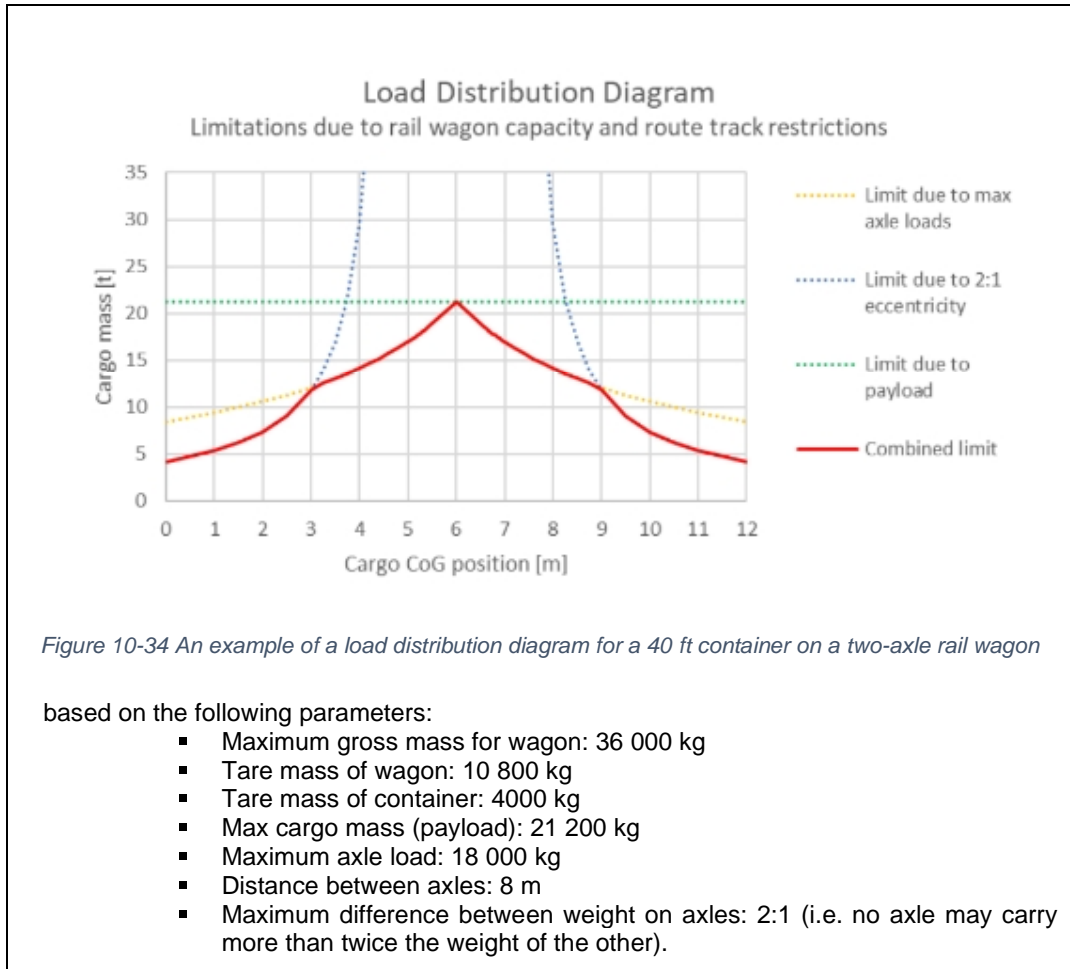 Load Distribution Diagram
Limitations due to rail wagon capacity and route track restrictions
35
30
25
20
15
10
5
0
Cargo mass [t]
0 1 2 3 4 5 6 7 8 9 10 11 12
Cargo CoG position [m]
Limit due to max
axle loads
Limit due to 2:1
eccentricity
Limit due to
payload
Combined limit
Figure 10-34 An example of a load distribution diagram for a 40 ft container on a two-axle rail wagon
based on the following parameters:
▪ Maximum gross mass for wagon: 36 000 kg
▪ Tare mass of wagon: 10 800 kg
▪ Tare mass of container: 4000 kg
▪ Max cargo mass (payload): 21 200 kg
▪ Maximum axle load: 18 000 kg
▪ Distance between axles: 8 m
▪ Maximum difference between weight on axles: 2:1 (i.e. no axle may carry
more than twice the weight of the other).